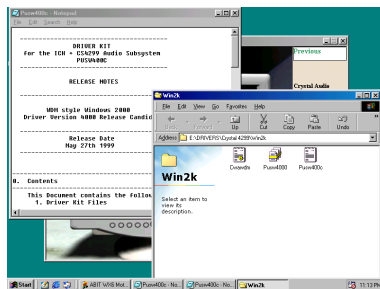 Pusw400c - Notepad
File Edit Search Help
DRIVER KIT
for the ICH + CS4299 Audio Subsystem
PUSW400C
RELEASE NOTES
WDM style Windows 2000
Driver Version 4000 Release Candid
Release Date
May 27th 1999
0. Contents
This Document contains the follow
1. Driver Kit Files
Previous
Crystal Audio
Win2k
File Edit View Go Favorites Help
Back Forward Up Cut Copy Paste Undo
Address E:\DRIVERS\Crystal 4299\Win2k
Win2k
Select an item to
view its
description.
Cwrwdm Pusw4000 Pusw400c
Start ABIT WX6 Mot... Pusw400c - No... Pusw400c - No... Win2k 11:13 PM